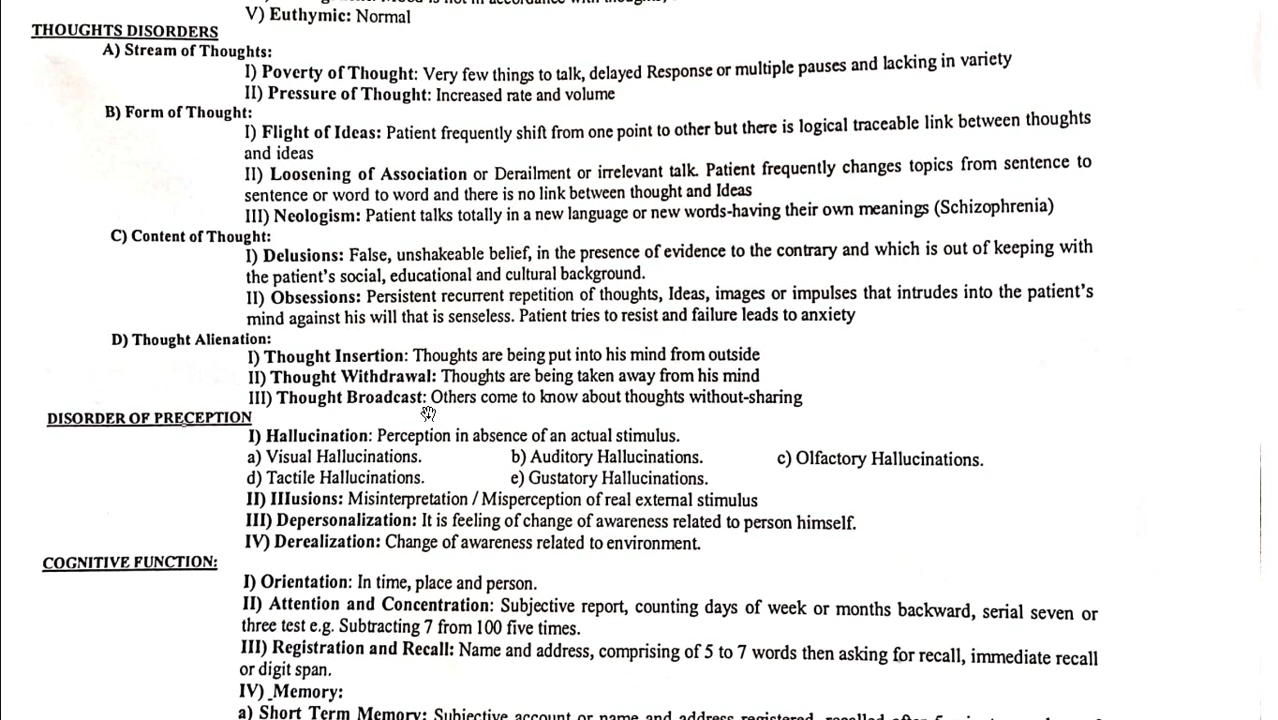 V) Euthymic: Normal
THOUGHTS DISORDERS
A) Stream of Thoughts:
I) Poverty of Thought: Very few things to talk, delayed Response or multiple pauses and lacking in variety
II) Pressure of Thought: Increased rate and volume
B) Form of Thought:
I) Flight of Ideas: Patient frequently shift from one point to other but there is logical traceable link between thoughts
and ideas
II) Loosening of Association or Derailment or irrelevant talk. Patient frequently changes topics from sentence to
sentence or word to word and there is no link between thought and Ideas
III) Neologism: Patient talks totally in a new language or new words-having their own meanings (Schizophrenia)
C) Content of Thought:
I) Delusions: False, unshakeable belief, in the presence of evidence to the contrary and which is out of keeping with
the patient's social, educational and cultural background.
II) Obsessions: Persistent recurrent repetition of thoughts, Ideas, images or impulses that intrudes into the patient's
mind against his will that is senseless. Patient tries to resist and failure leads to anxiety
D) Thought Alienation:
I) Thought Insertion: Thoughts are being put into his mind from outside
II) Thought Withdrawal: Thoughts are being taken away from his mind
III) Thought Broadcast: Others come to know about thoughts without-sharing
DISORDER OF PRECEPTION
I) Hallucination: Perception in absence of an actual stimulus.
a) Visual Hallucinations. b) Auditory Hallucinations. c) Olfactory Hallucinations.
d) Tactile Hallucinations. e) Gustatory Hallucinations.
II) Illusions: Misinterpretation / Misperception of real external stimulus
III) Depersonalization: It is feeling of change of awareness related to person himself.
IV) Derealization: Change of awareness related to environment.
COGNITIVE FUNCTION:
I) Orientation: In time, place and person.
II) Attention and Concentration: Subjective report, counting days of week or months backward, serial seven or
three test e.g. Subtracting 7 from 100 five times.
III) Registration and Recall: Name and address, comprising of 5 to 7 words then asking for recall, immediate recall
or digit span.
IV) Memory:
a) Short Term Memory: Subjective account or name and address registered, recalled after